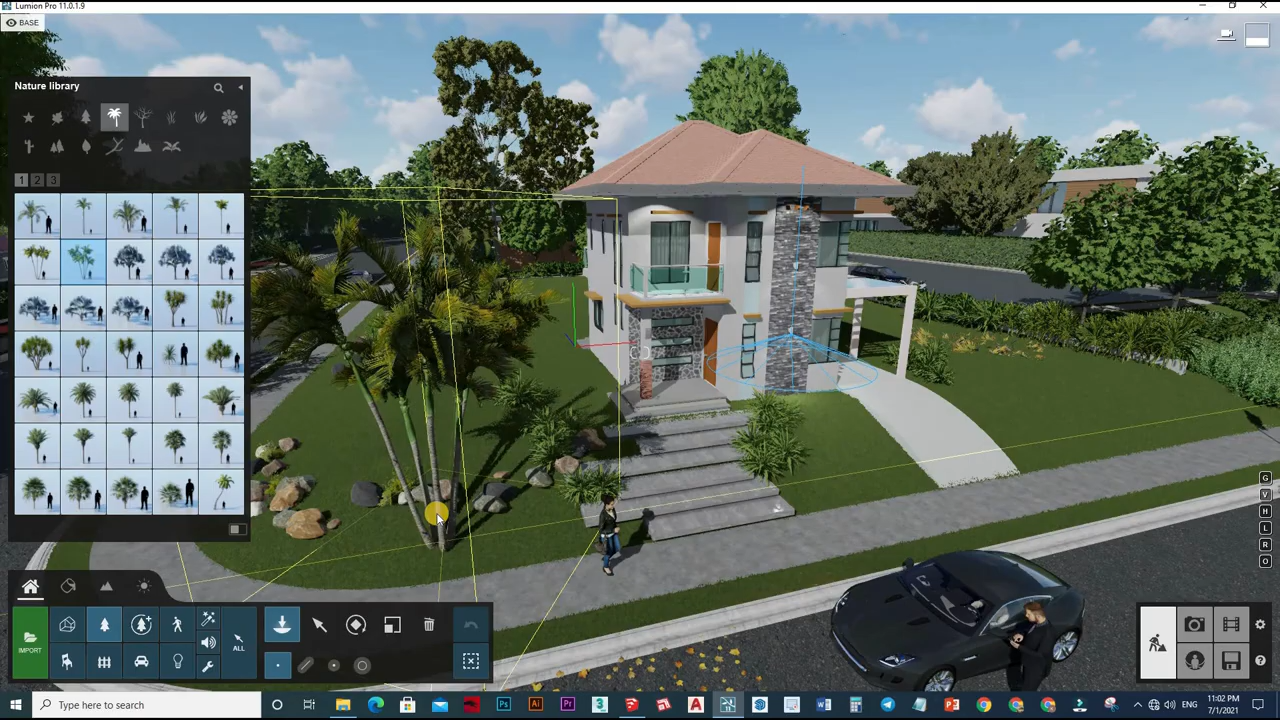 Lumion Pro 11.0.1.9
BASE
Nature library
1 2 3
G
V
H
L
R
O
IMPORT
ALL
Type here to search
ENG
11:02 PM
7/1/2021